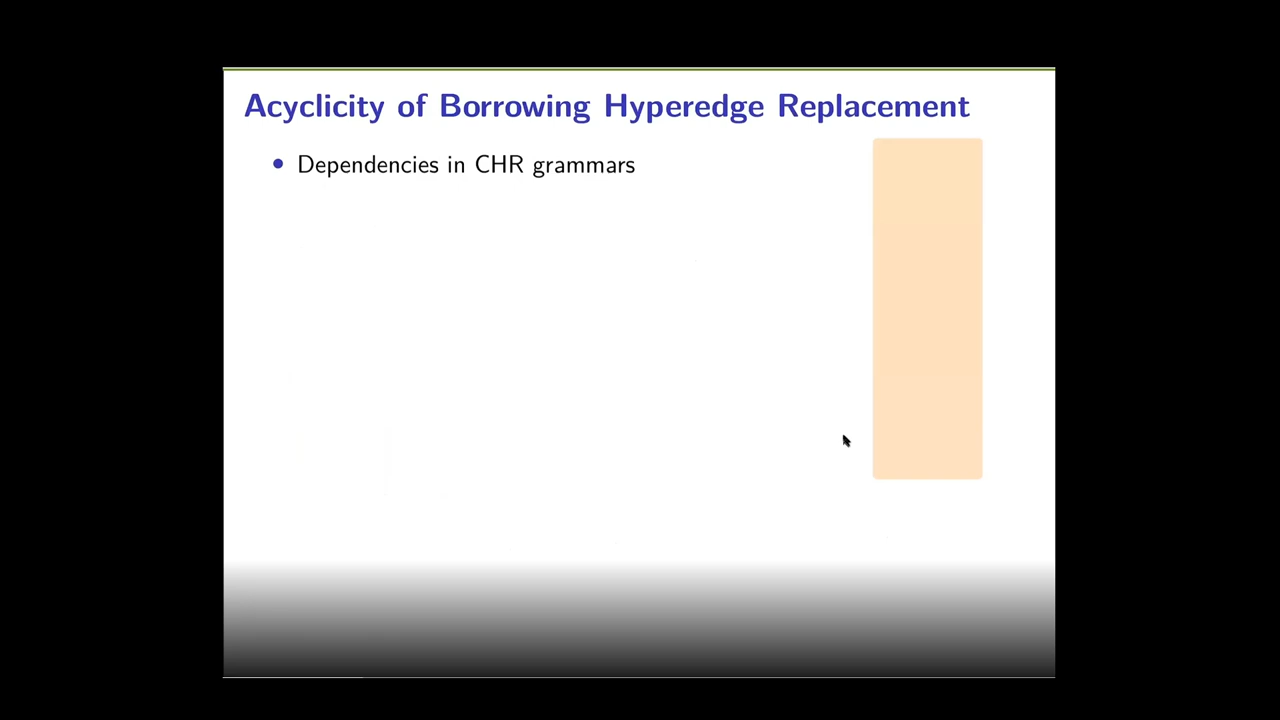 Acyclicity of Borrowing Hyperedge Replacement
• Dependencies in CHR grammars